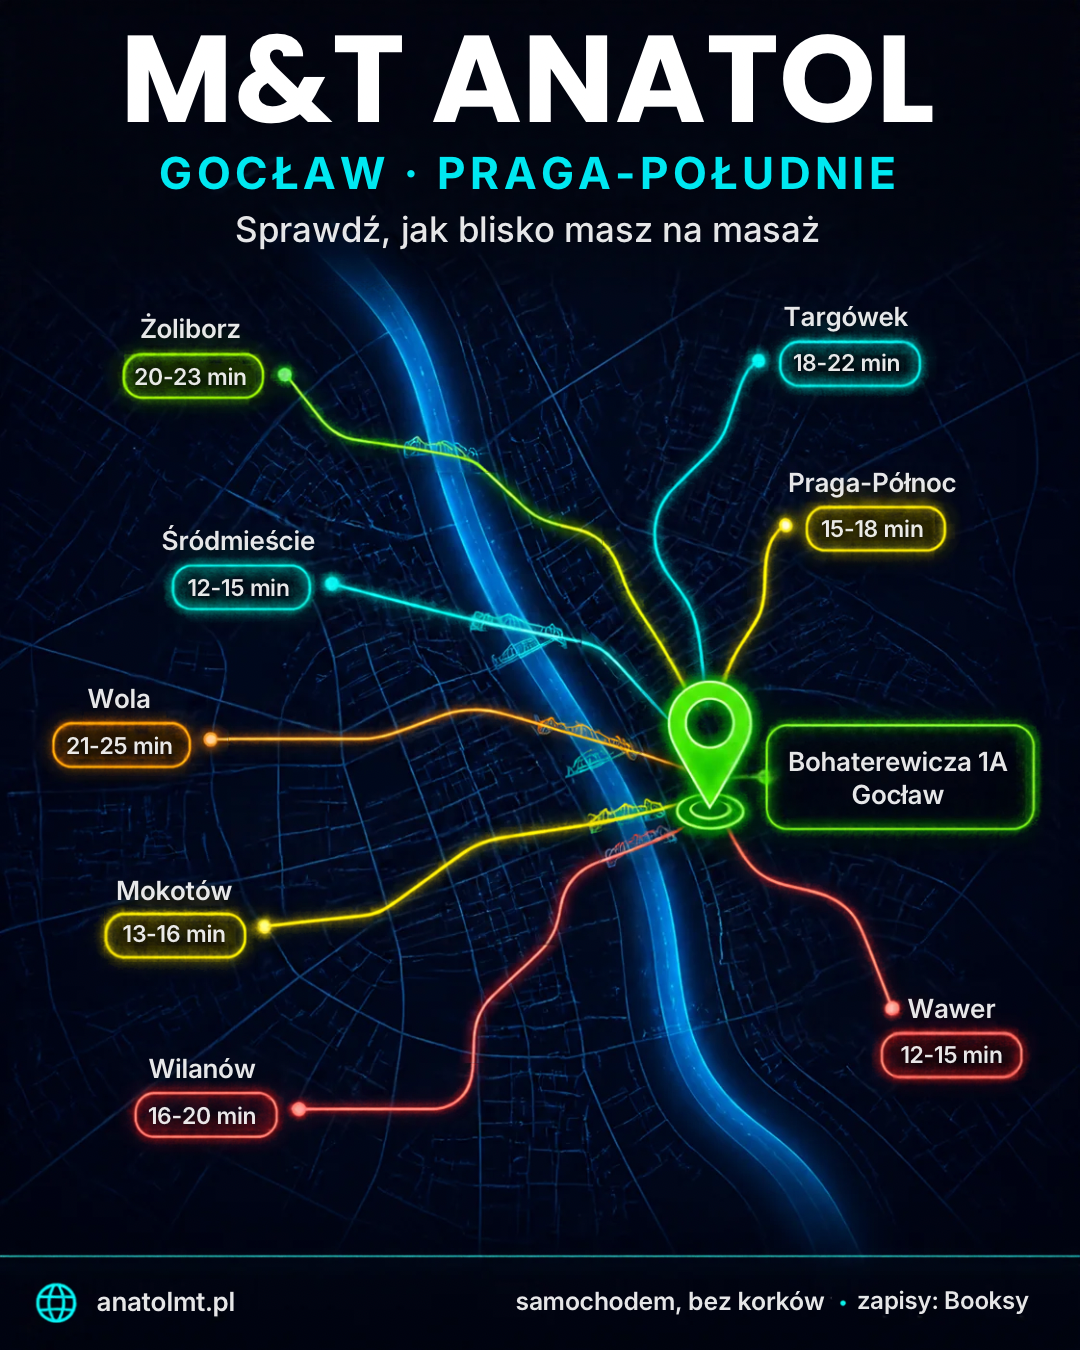 M&T ANATOL
GOCŁAW · PRAGA-POŁUDNIE
Sprawdź, jak blisko masz na masaż
Żoliborz
20-23 min
Targówek
18-22 min
Praga-Północ
15-18 min
Śródmieście
12-15 min
Wola
21-25 min
Bohaterewicza 1A
Gocław
Mokotów
13-16 min
Wawer
12-15 min
Wilanów
16-20 min
anatolmt.pl
samochodem, bez korków • zapisy: Booksy